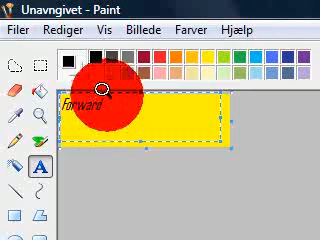 Unavngivet - Paint
Filer Rediger Vis Billede Farver Hjælp
A
Forward